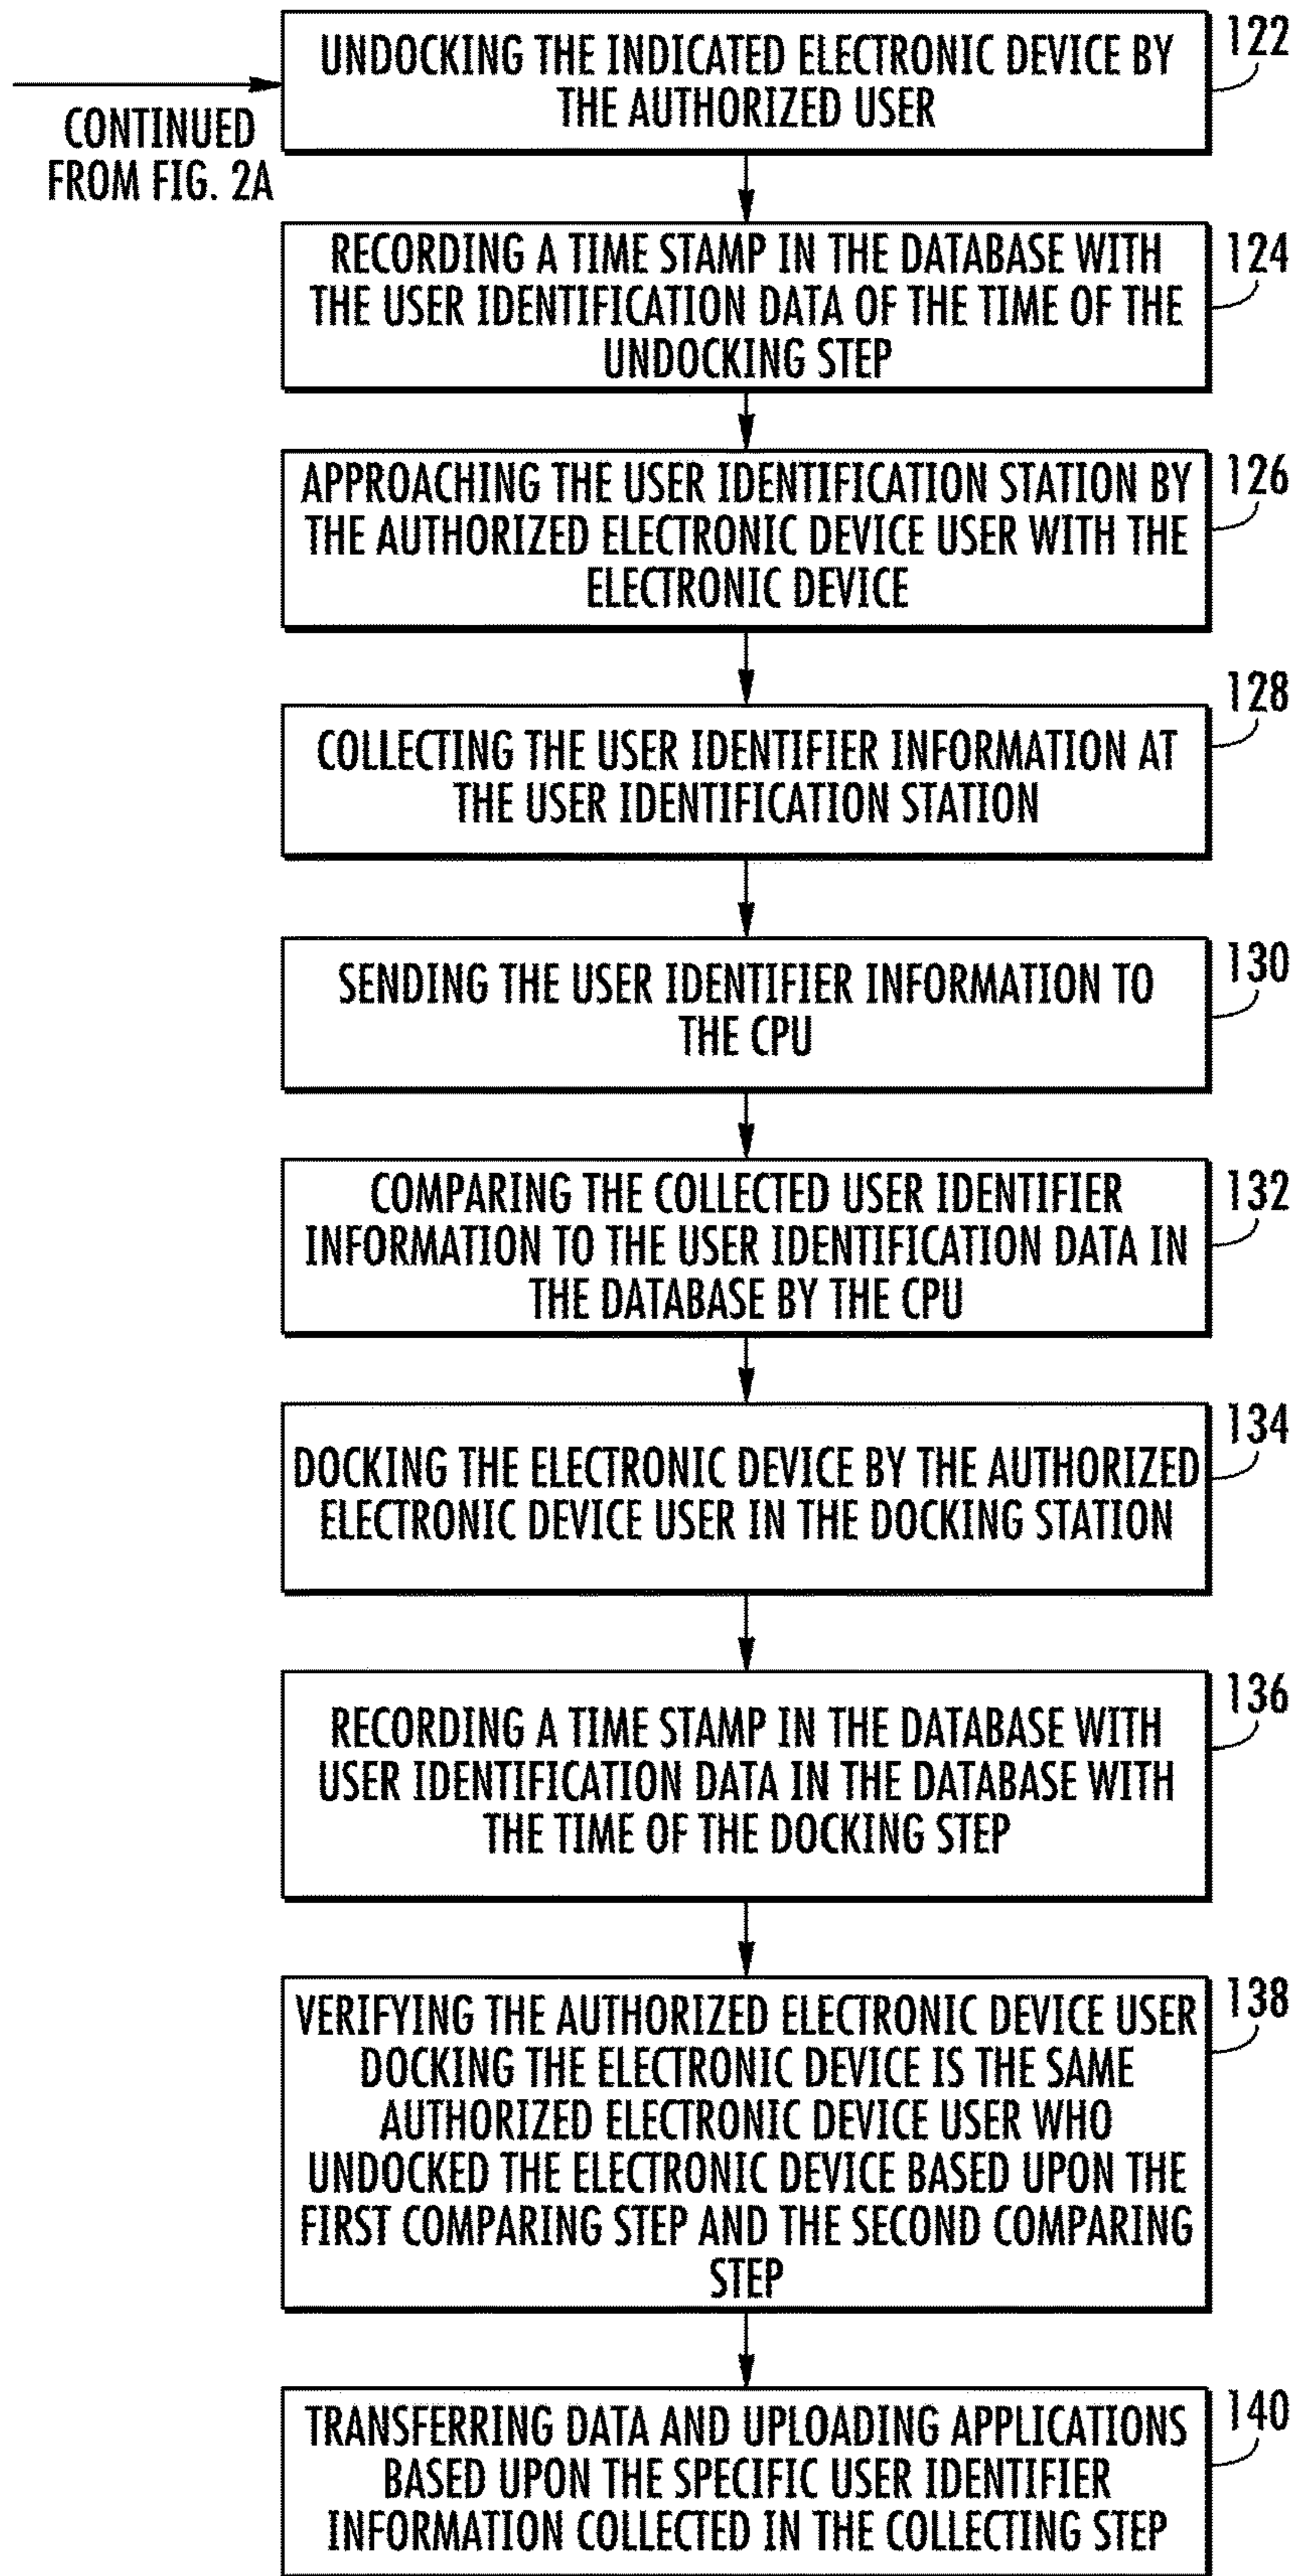 UNDOCKING THE INDICATED ELECTRONIC DEVICE BY
THE AUTHORIZED USER
122
CONTINUED
FROM FIG. 2A
RECORDING A TIME STAMP IN THE DATABASE WITH
THE USER IDENTIFICATION DATA OF THE TIME OF THE
UNDOCKING STEP
124
APPROACHING THE USER IDENTIFICATION STATION BY
THE AUTHORIZED ELECTRONIC DEVICE USER WITH THE
ELECTRONIC DEVICE
126
COLLECTING THE USER IDENTIFIER INFORMATION AT
THE USER IDENTIFICATION STATION
128
SENDING THE USER IDENTIFIER INFORMATION TO
THE CPU
130
COMPARING THE COLLECTED USER IDENTIFIER
INFORMATION TO THE USER IDENTIFICATION DATA IN
THE DATABASE BY THE CPU
132
DOCKING THE ELECTRONIC DEVICE BY THE AUTHORIZED
ELECTRONIC DEVICE USER IN THE DOCKING STATION
134
RECORDING A TIME STAMP IN THE DATABASE WITH
USER IDENTIFICATION DATA IN THE DATABASE WITH
THE TIME OF THE DOCKING STEP
136
VERIFYING THE AUTHORIZED ELECTRONIC DEVICE USER
DOCKING THE ELECTRONIC DEVICE IS THE SAME
AUTHORIZED ELECTRONIC DEVICE USER WHO
UNDOCKED THE ELECTRONIC DEVICE BASED UPON THE
FIRST COMPARING STEP AND THE SECOND COMPARING
STEP
138
TRANSFERRING DATA AND UPLOADING APPLICATIONS
BASED UPON THE SPECIFIC USER IDENTIFIER
INFORMATION COLLECTED IN THE COLLECTING STEP
140